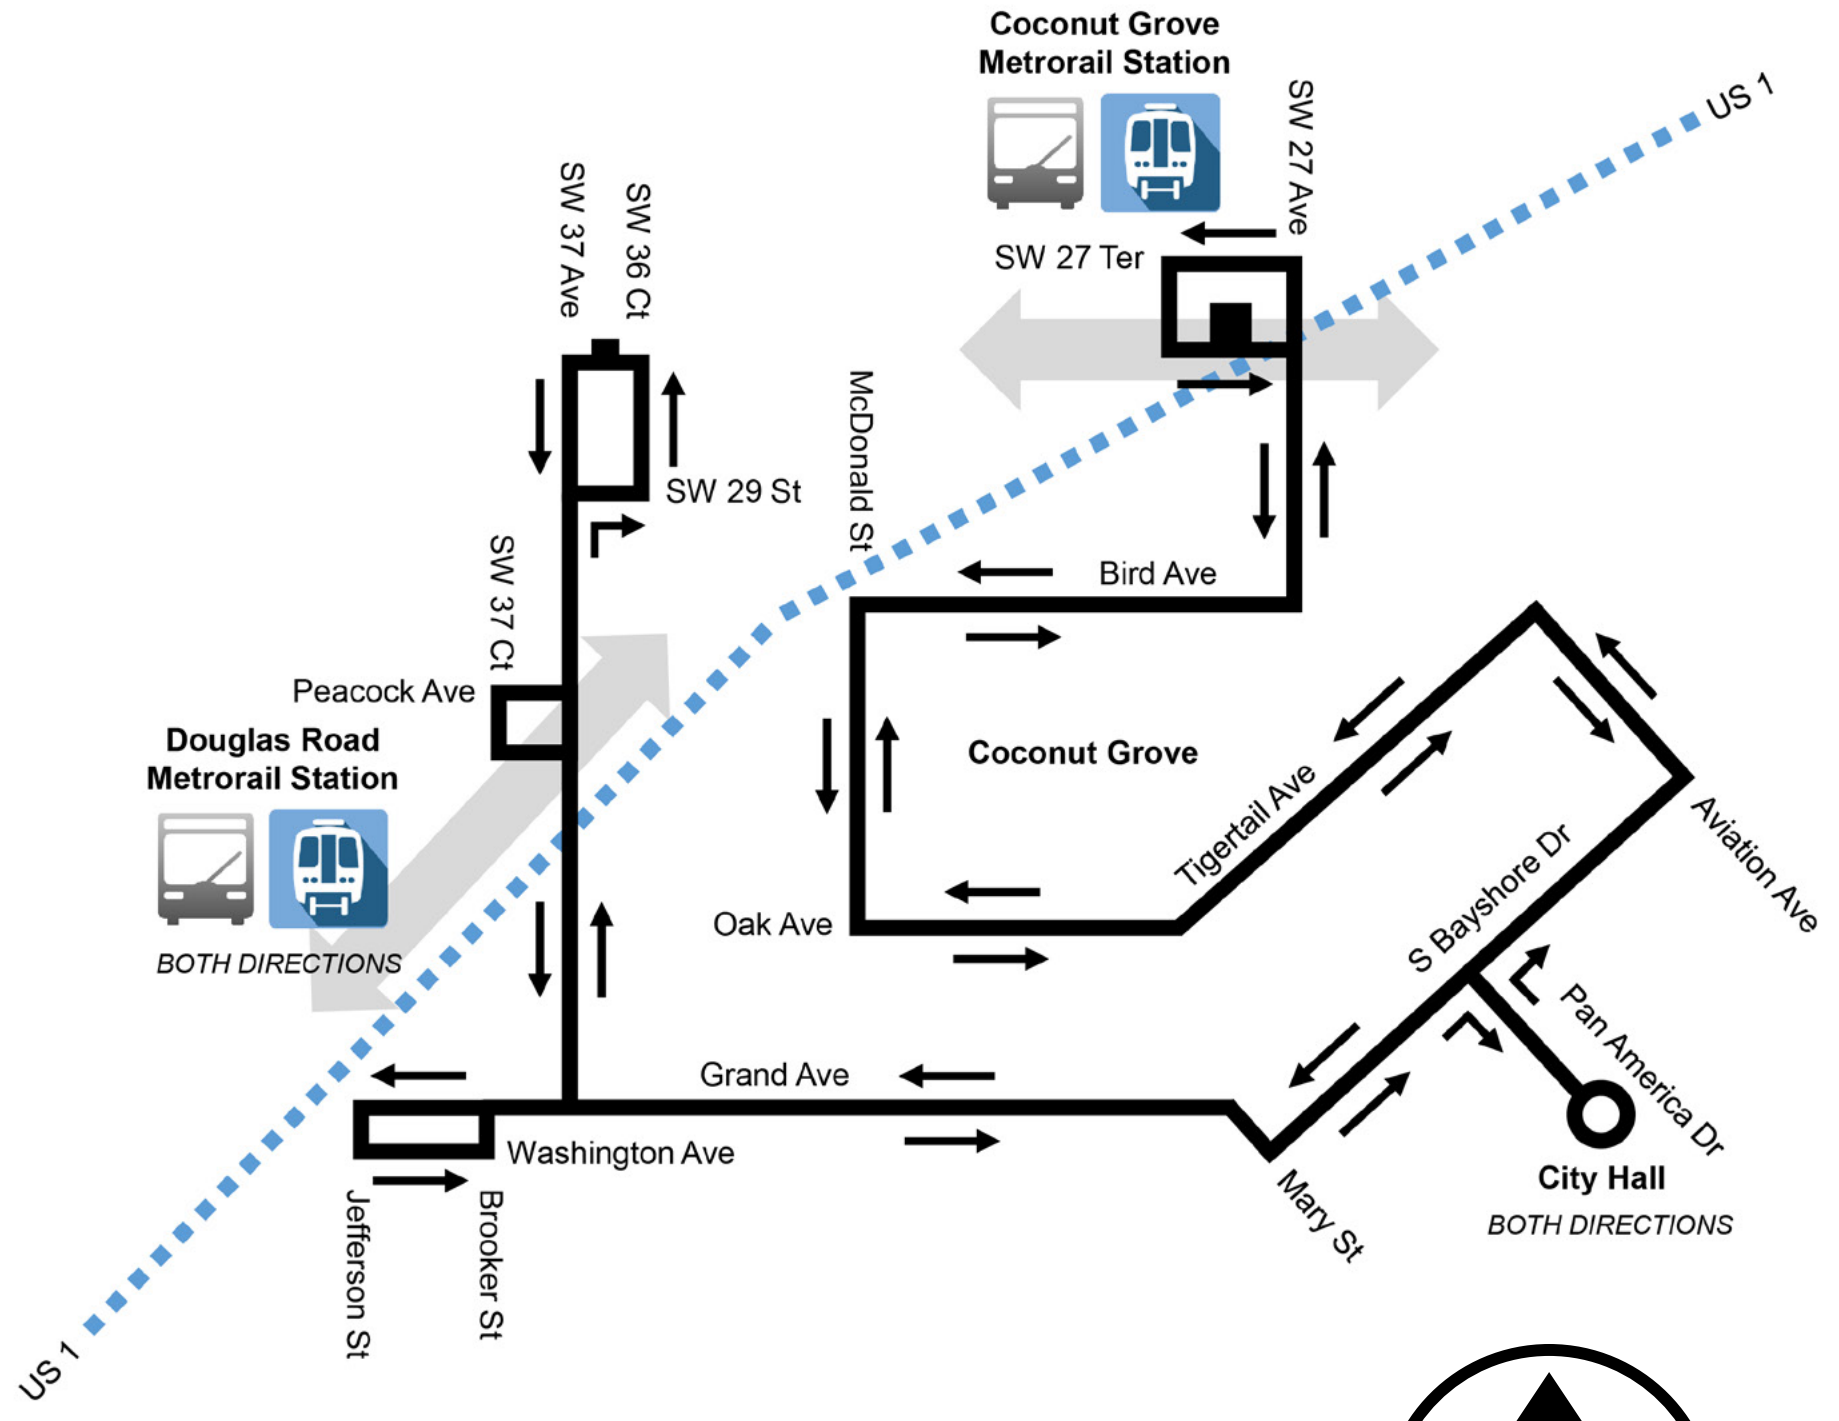 Coconut Grove
Metrorail Station
US 1
SW 27 Ave
SW 37 Ave
SW 36 Ct
SW 27 Ter
McDonald St
SW 29 St
SW 37 Ct
Bird Ave
Peacock Ave
Douglas Road
Metrorail Station
BOTH DIRECTIONS
Coconut Grove
Tigertail Ave
Aviation Ave
S Bayshore Dr
Oak Ave
Pan America Dr
Grand Ave
Washington Ave
City Hall
BOTH DIRECTIONS
Mary St
Jefferson St
Brooker St
US 1